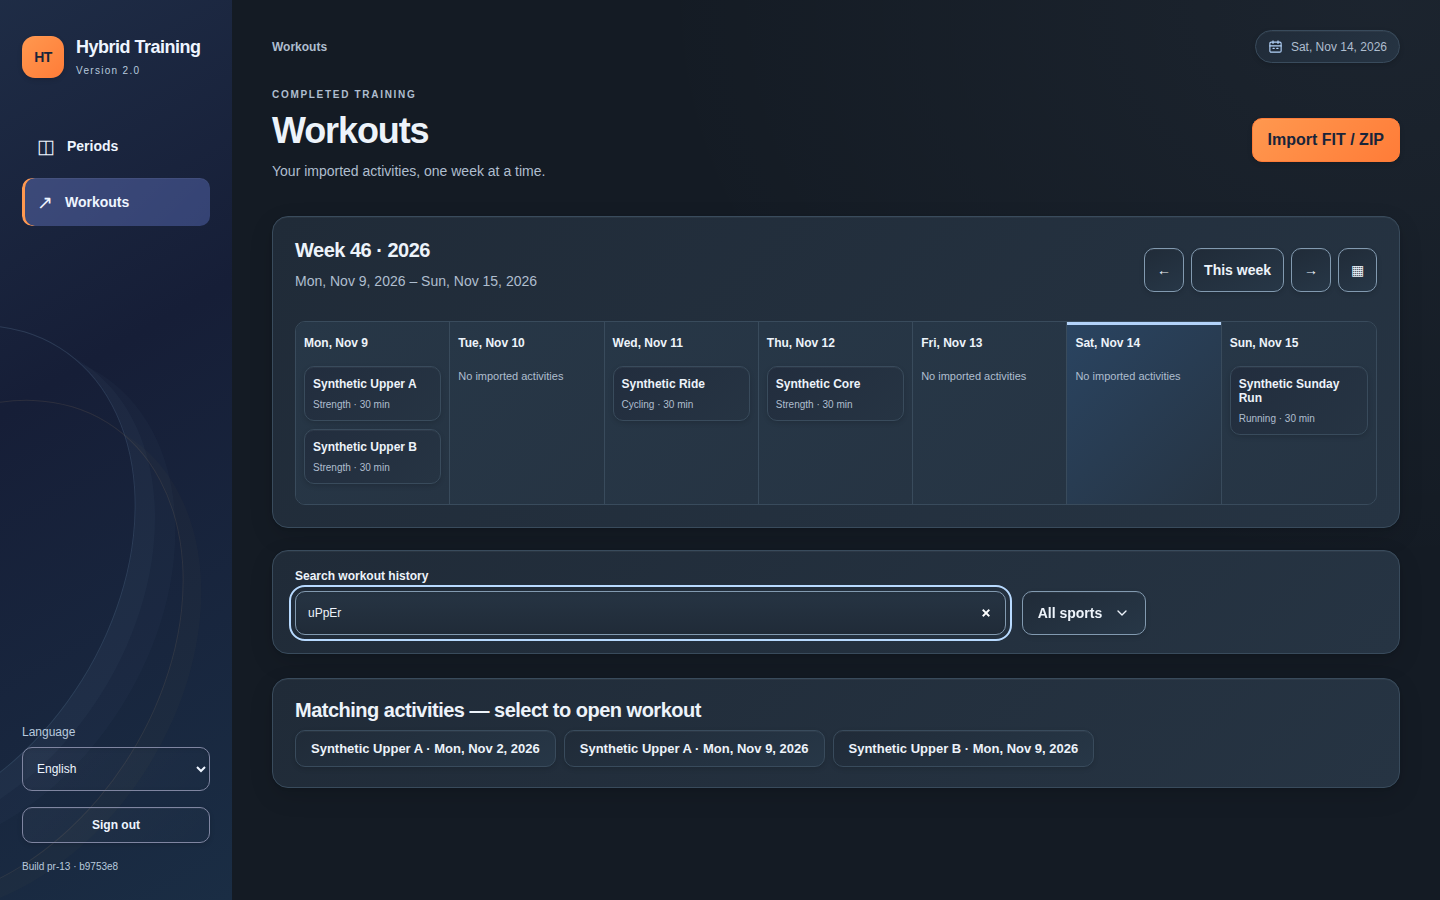 HT
Hybrid Training
Version 2.0
Periods
Workouts
Language
English
Sign out
Build pr-13 · b9753e8
Workouts
Sat, Nov 14, 2026
COMPLETED TRAINING
Workouts
Your imported activities, one week at a time.
Import FIT / ZIP
Week 46 · 2026
Mon, Nov 9, 2026 – Sun, Nov 15, 2026
←
This week
→
Mon, Nov 9
Synthetic Upper A
Strength · 30 min
Synthetic Upper B
Strength · 30 min
Tue, Nov 10
No imported activities
Wed, Nov 11
Synthetic Ride
Cycling · 30 min
Thu, Nov 12
Synthetic Core
Strength · 30 min
Fri, Nov 13
No imported activities
Sat, Nov 14
No imported activities
Sun, Nov 15
Synthetic Sunday
Run
Running · 30 min
Search workout history
uPpEr
×
All sports
Matching activities — select to open workout
Synthetic Upper A · Mon, Nov 2, 2026
Synthetic Upper A · Mon, Nov 9, 2026
Synthetic Upper B · Mon, Nov 9, 2026